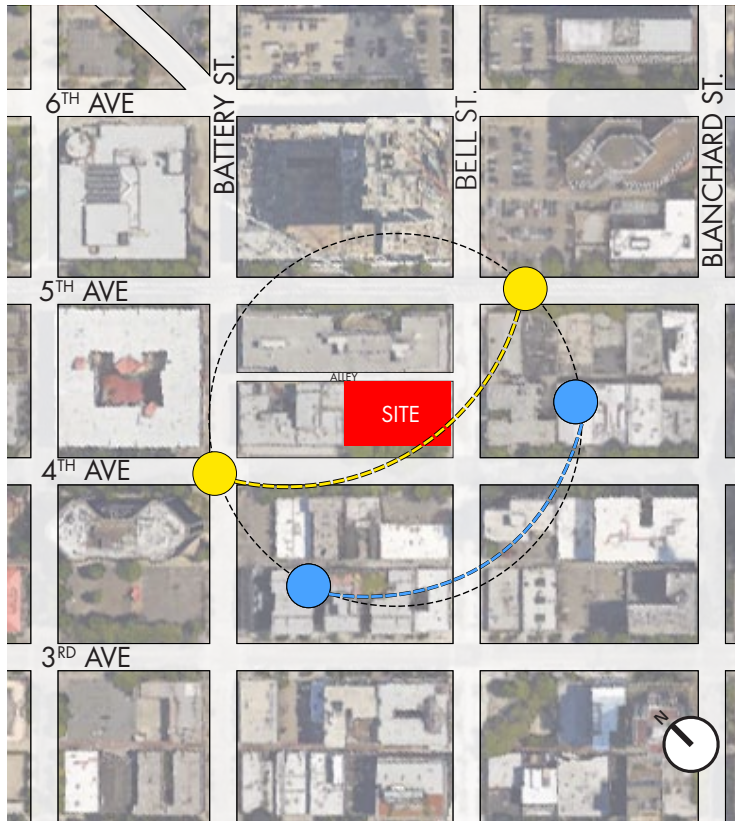 6TH AVE
BATTERY ST.
BELL ST.
BLANCHARD ST.
5TH AVE
ALLEY
SITE
4TH AVE
3RD AVE
N